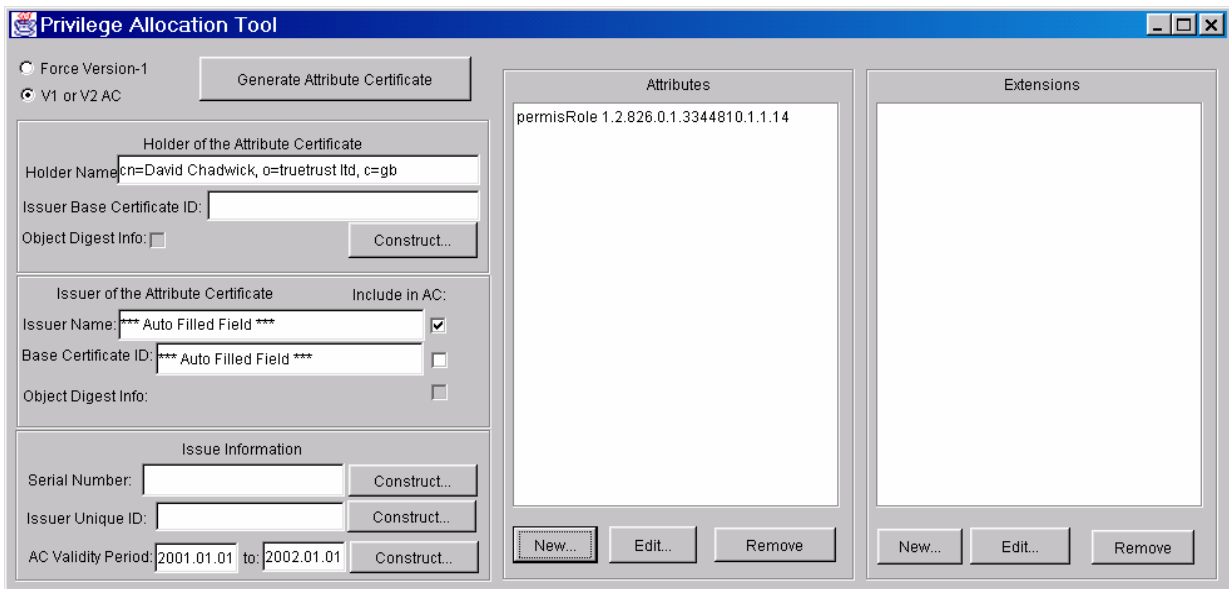 Privilege Allocation Tool
Force Version-1
V1 or V2 AC
Generate Attribute Certificate
Holder of the Attribute Certificate
Holder Name cn=David Chadwick, o=truetrust ltd, c=gb
Issuer Base Certificate ID:
Object Digest Info:
Construct...
Issuer of the Attribute Certificate Include in AC:
Issuer Name: *** Auto Filled Field ***
Base Certificate ID: *** Auto Filled Field ***
Object Digest Info:
Issue Information
Serial Number: Construct...
Issuer Unique ID: Construct...
AC Validity Period: 2001.01.01 to: 2002.01.01 Construct...
Attributes
permisRole 1.2.826.0.1.3344810.1.1.14
New... Edit... Remove
Extensions
New... Edit... Remove